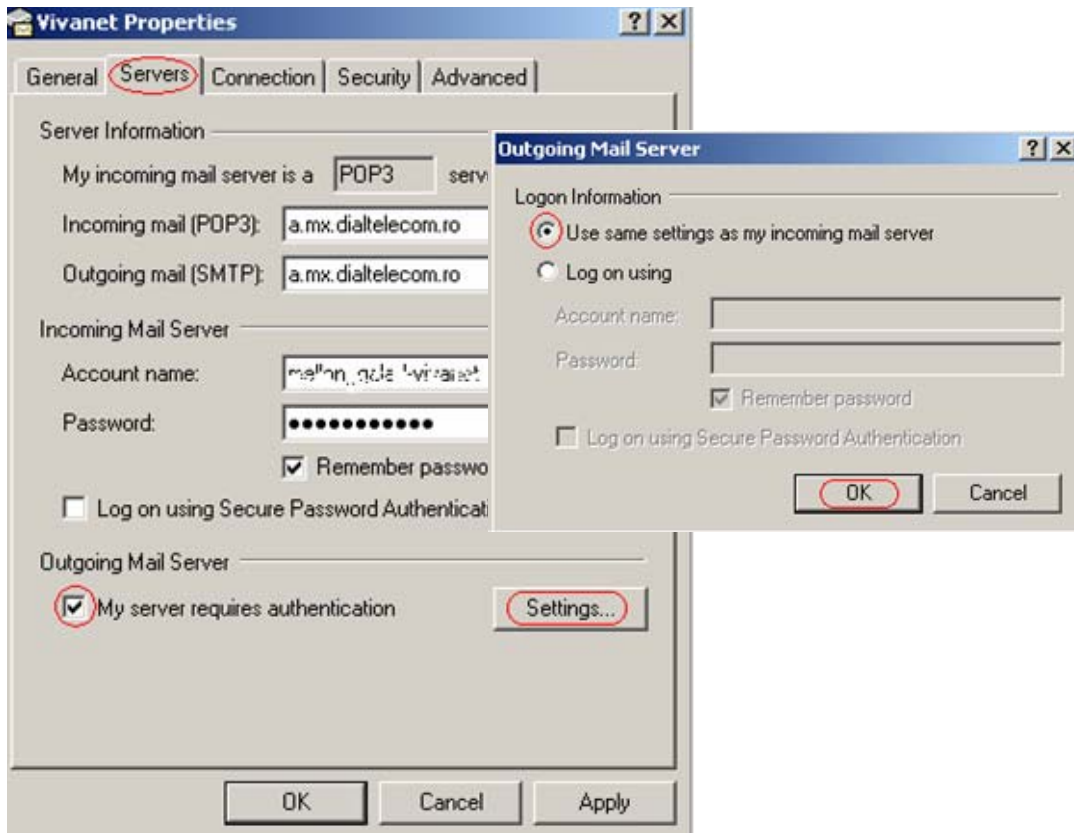 Vivanet Properties
General Servers Connection Security Advanced
Server Information
My incoming mail server is a POP3 serv
Incoming mail (POP3): a.mx.dialtelecom.ro
Outgoing mail (SMTP): a.mx.dialtelecom.ro
Incoming Mail Server
Account name:
Password: ●●●●●●●●●●●
Remember passwo
Log on using Secure Password Authenticati
Outgoing Mail Server
My server requires authentication Settings...
OK Cancel Apply
Outgoing Mail Server
Logon Information
Use same settings as my incoming mail server
Log on using
Account name:
Password:
Remember password
Log on using Secure Password Authentication
OK Cancel